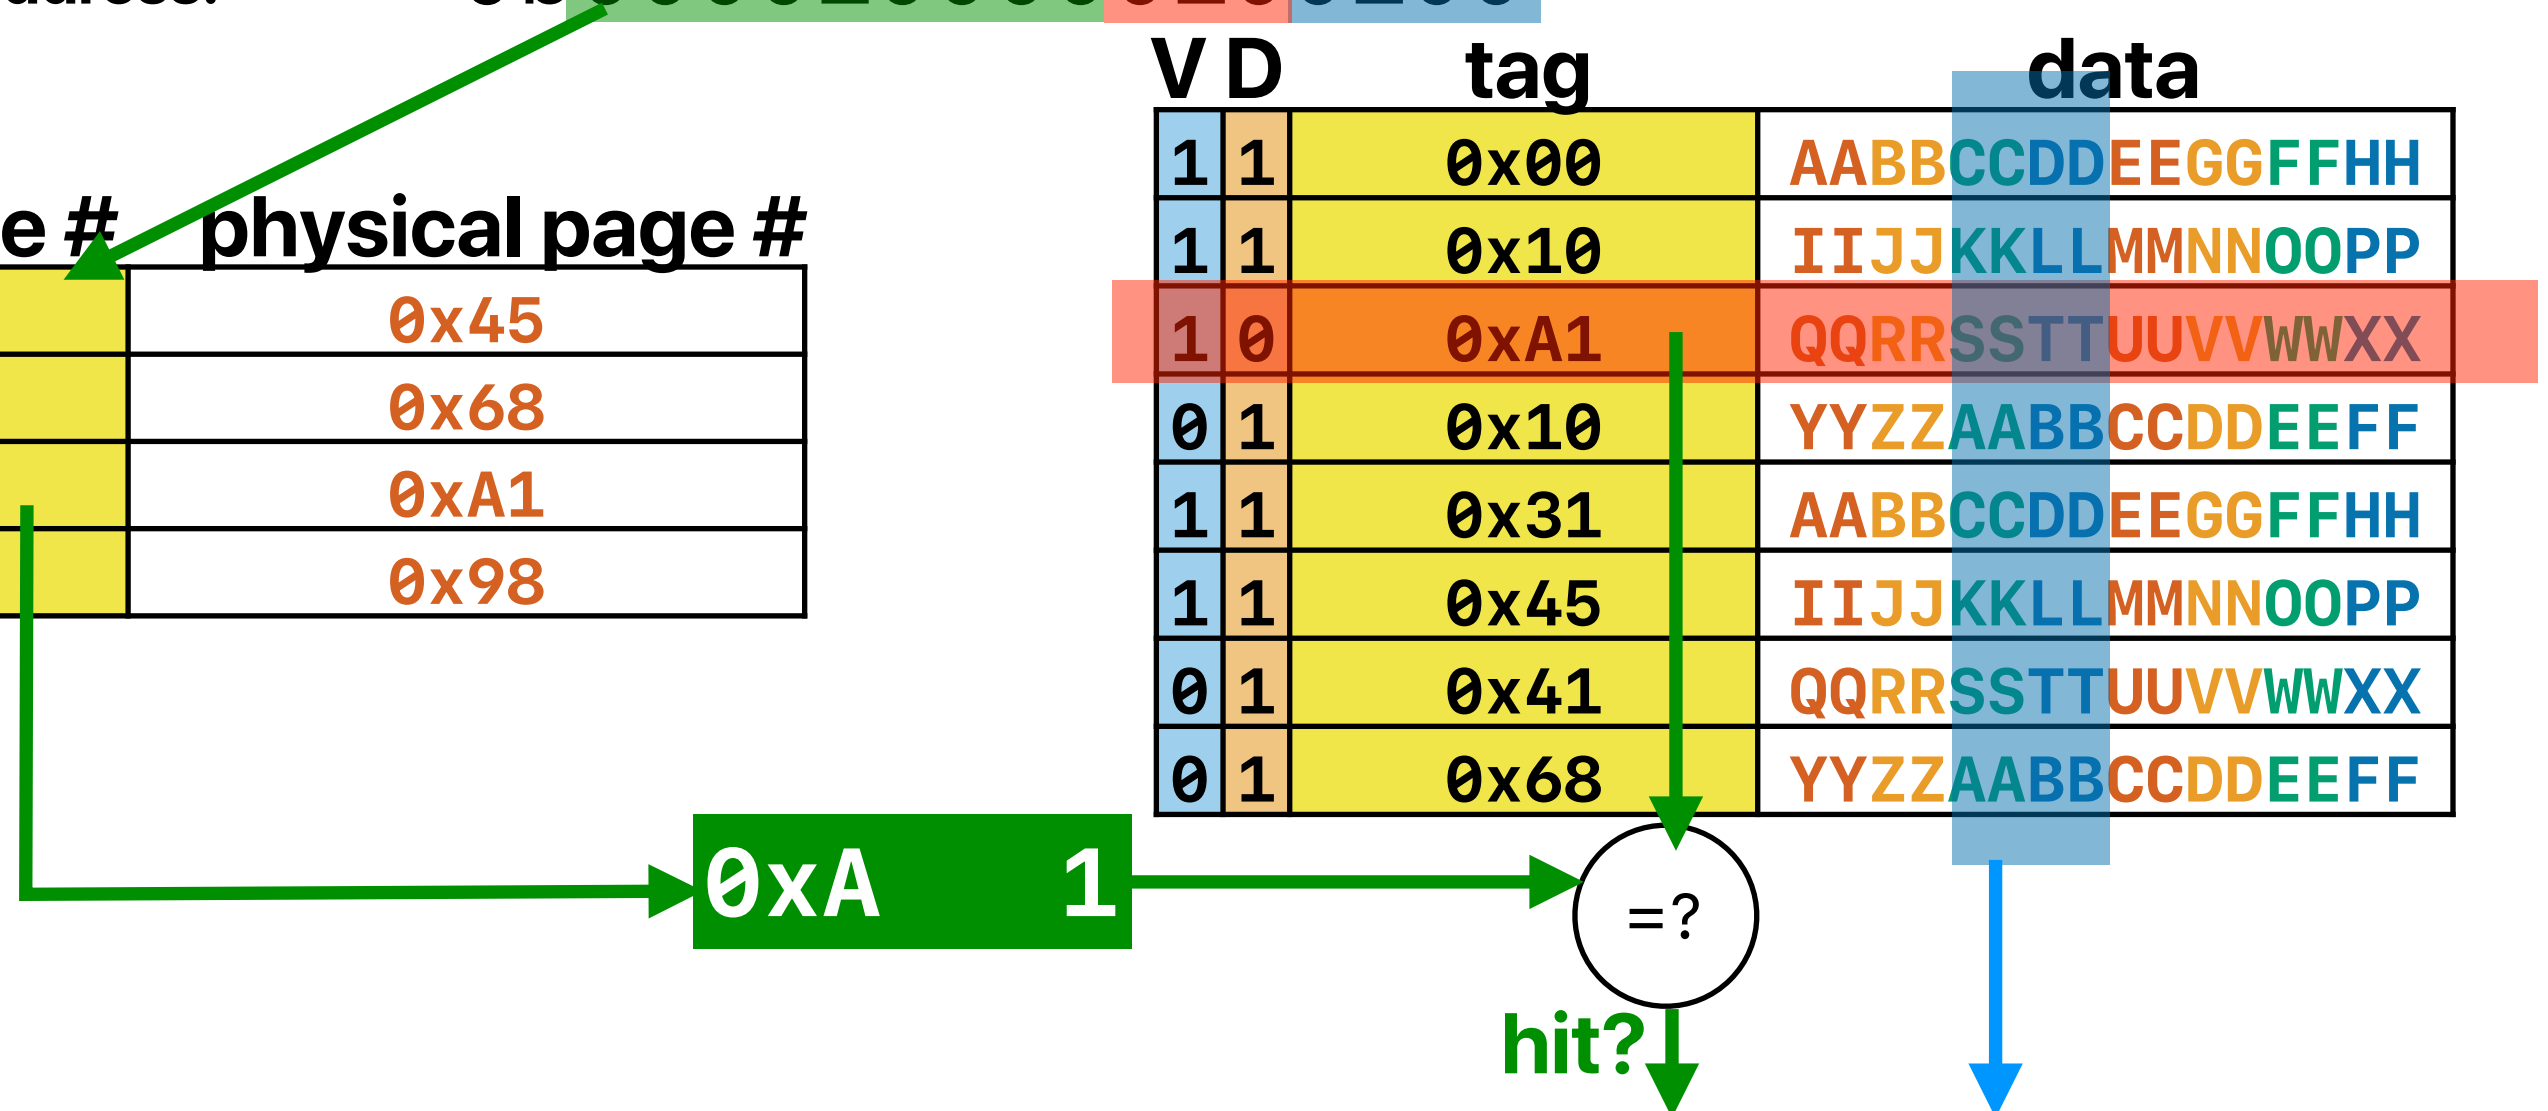 V D tag data
1 1 0x00 AABBCCDDEEGGFFHH
1 1 0x10 IIJJKKLLMMNNOOPP
1 0 0xA1 QQRRSSTTUUVVWWXX
0 1 0x10 YYZZAABBCCDDEEFF
1 1 0x31 AABBCCDDEEGGFFHH
1 1 0x45 IIJJKKLLMMNNOOPP
0 1 0x41 QQRRSSTTUUVVWWXX
0 1 0x68 YYZZAABBCCDDEEFF
e # physical page #
0x45
0x68
0xA1
0x98
0xA 1
=?
hit?